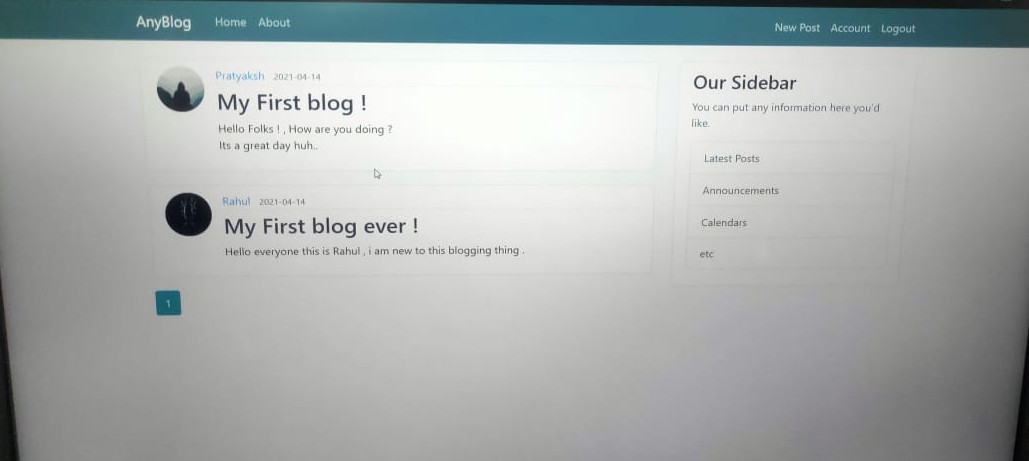 AnyBlog Home About New Post Account Logout
Pratyaksh 2021-04-14
My First blog !
Hello Folks ! , How are you doing ?
Its a great day huh..
Rahul 2021-04-14
My First blog ever !
Hello everyone this is Rahul , i am new to this blogging thing .
1
Our Sidebar
You can put any information here you'd
like.
Latest Posts
Announcements
Calendars
etc